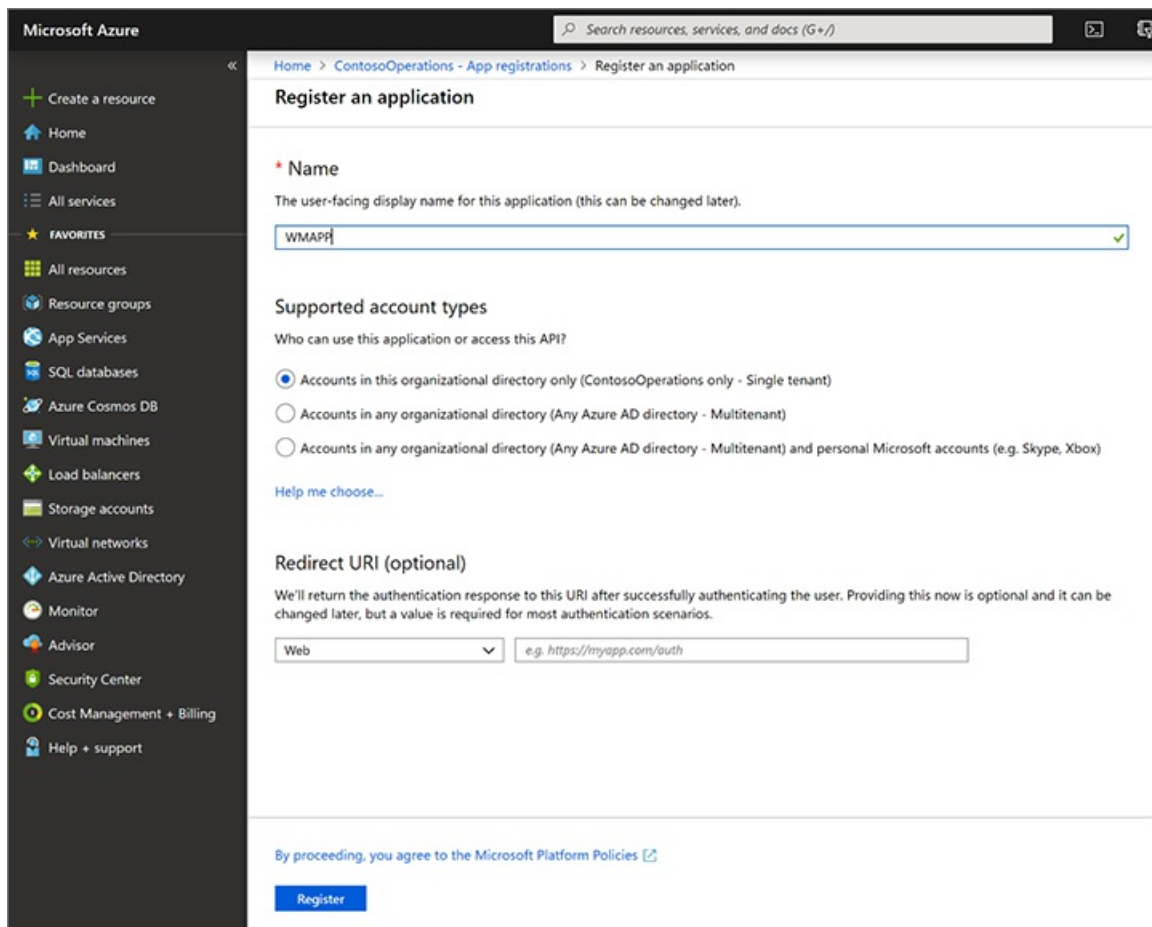 Microsoft Azure
Search resources, services, and docs (G+/)
«
Home > ContosoOperations - App registrations > Register an application
Create a resource
Home
Dashboard
All services
FAVORITES
All resources
Resource groups
App Services
SQL databases
Azure Cosmos DB
Virtual machines
Load balancers
Storage accounts
Virtual networks
Azure Active Directory
Monitor
Advisor
Security Center
Cost Management + Billing
Help + support
Register an application
* Name
The user-facing display name for this application (this can be changed later).
WMAPP
Supported account types
Who can use this application or access this API?
Accounts in this organizational directory only (ContosoOperations only - Single tenant)
Accounts in any organizational directory (Any Azure AD directory - Multitenant)
Accounts in any organizational directory (Any Azure AD directory - Multitenant) and personal Microsoft accounts (e.g. Skype, Xbox)
Help me choose...
Redirect URI (optional)
We'll return the authentication response to this URI after successfully authenticating the user. Providing this now is optional and it can be
changed later, but a value is required for most authentication scenarios.
Web
e.g. https://myapp.com/auth
By proceeding, you agree to the Microsoft Platform Policies
Register